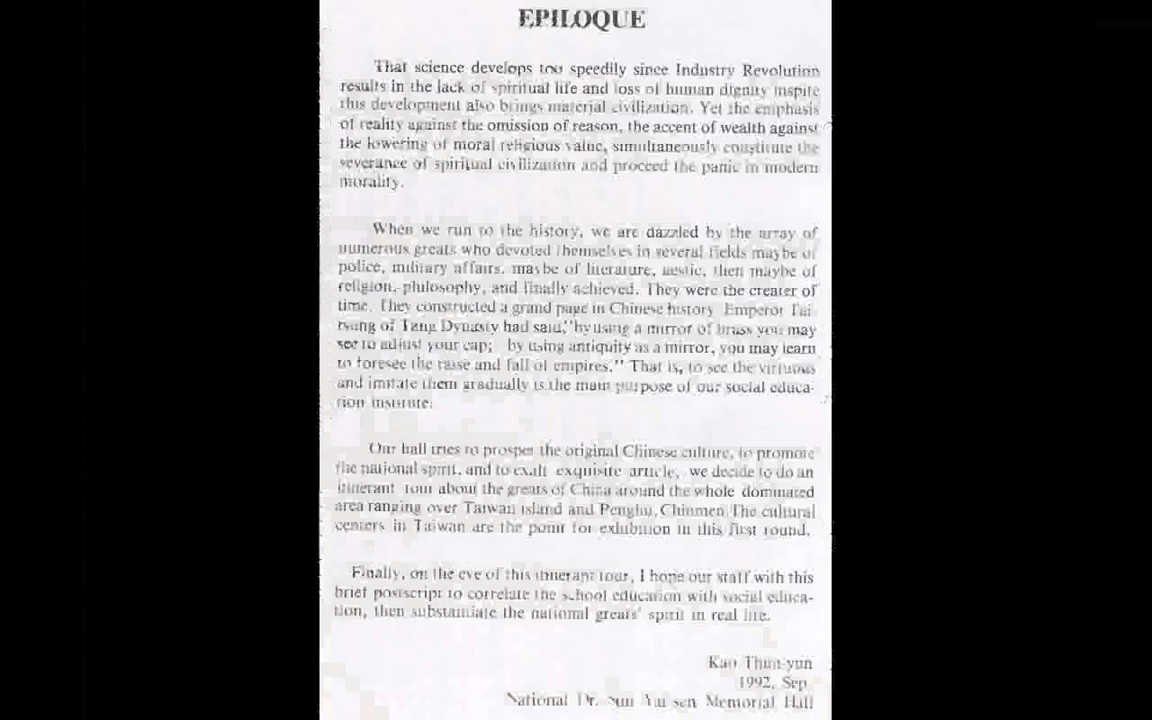 EPILOQUE
That science develops too speedily since Industry Revolution
results in the lack of spiritual life and loss of human dignity inspite
this development also brings material civilization. Yet the emphasis
of reality against the omission of reason, the accent of wealth against
the lowering of moral religious value, simultaneously constitute the
severance of spiritual civilization and proceed the panic in modern
morality.
When we run to the history, we are dazzled by the array of
numerous greats who devoted themselves in several fields maybe of
police, military affairs, maybe of literature, aestic, then maybe of
religion, philosophy, and finally achieved. They were the creater of
time. They constructed a grand page in Chinese history Emperor Tai-
tsung of Tang Dynasty had said,"by using a mirror of brass you may
see to adjust your cap; by using antiquity as a mirror, you may learn
to foresee the raise and fall of empires." That is, to see the virtuous
and imitate them gradually is the main purpose of our social educa-
tion institute.
Our hall tries to prosper the original Chinese culture, to promote
the national spirit, and to exalt exquisite article, we decide to do an
itinerant tour about the greats of China around the whole dominated
area ranging over Taiwan island and Penghu, Chinmen The cultural
centers in Taiwan are the point for exhibition in this first round.
Finally, on the eve of this itinerant tour, I hope our staff with this
brief postscript to correlate the school education with social educa-
tion, then substantiate the national greats' spirit in real life.
Kao
1992, Sep
National Dr. Sun Yat sen Memorial Hall